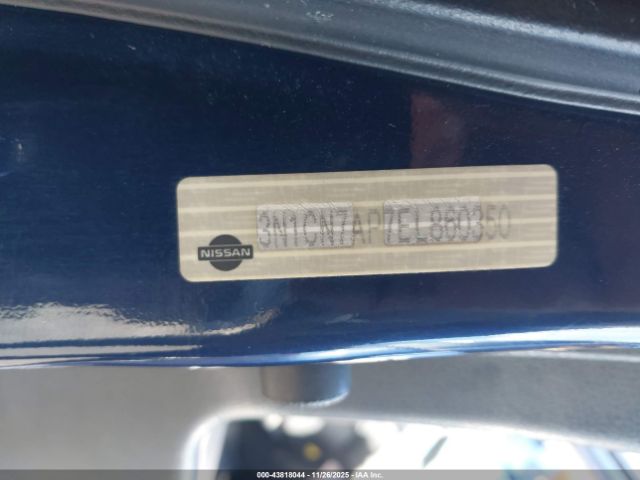 3N1CN7AP7EL860350
NISSAN
000-43818044 | 11/26/2025 | IAA Inc.